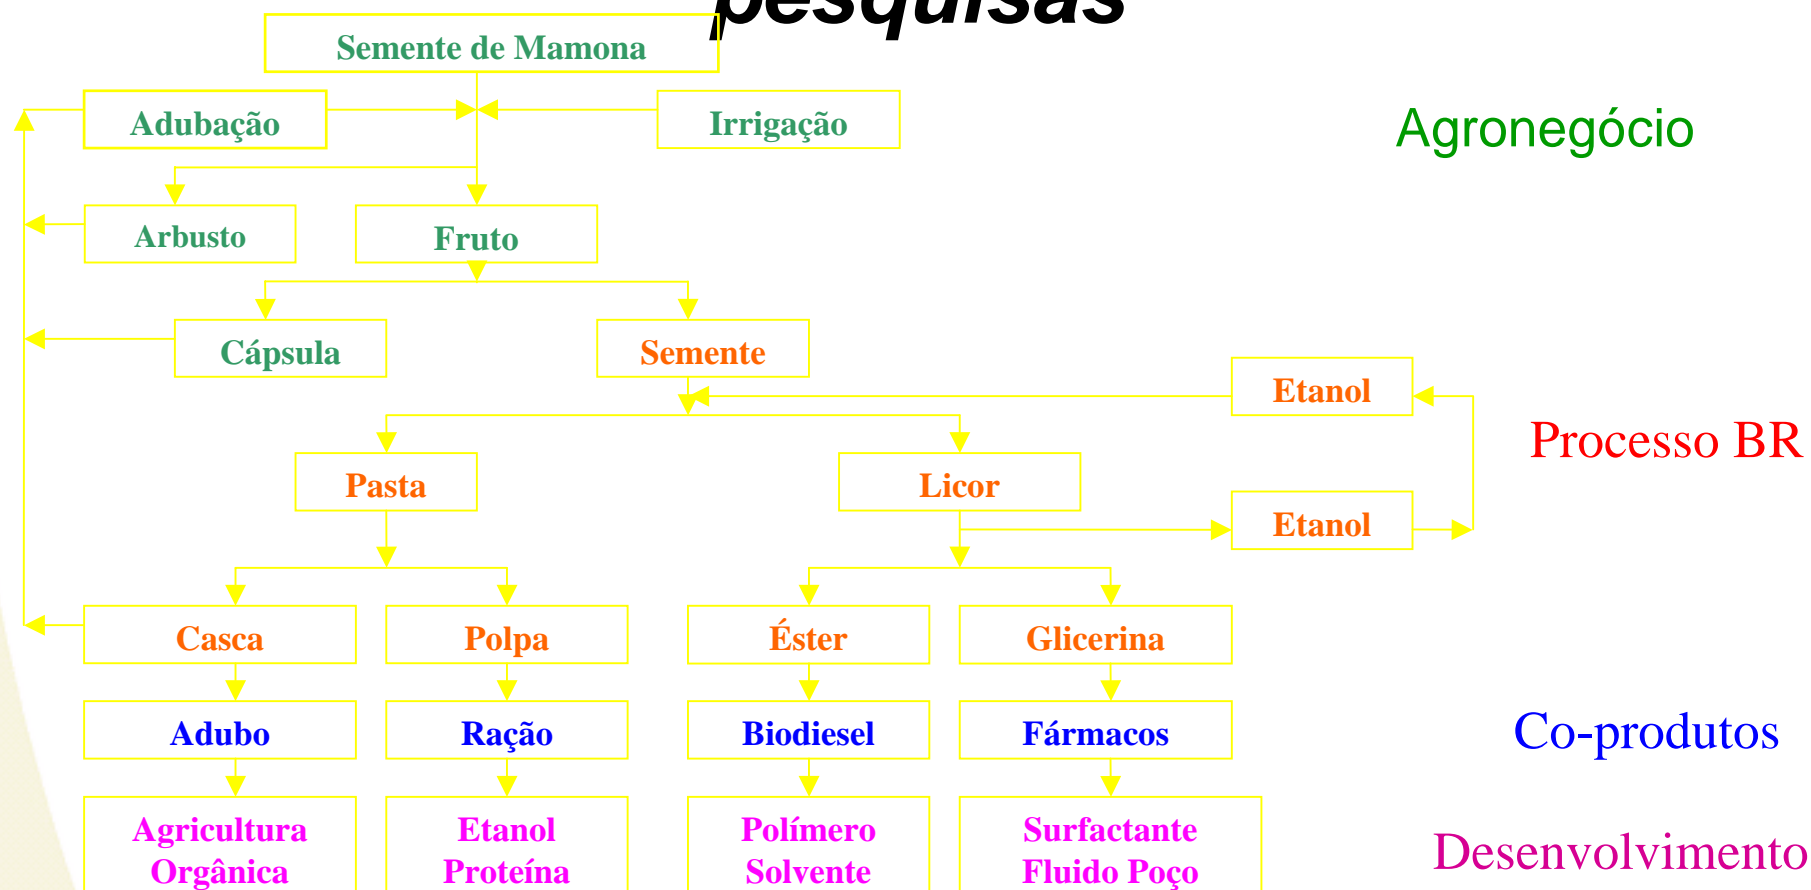 pesquisas
Semente de Mamona
Adubação
Irrigação
Agronegócio
Arbusto
Fruto
Cápsula
Semente
Etanol
Processo BR
Pasta
Licor
Etanol
Casca
Polpa
Éster
Glicerina
Adubo
Ração
Biodiesel
Fármacos
Co-produtos
Agricultura
Orgânica
Etanol
Proteína
Polímero
Solvente
Surfactante
Fluido Poço
Desenvolvimento